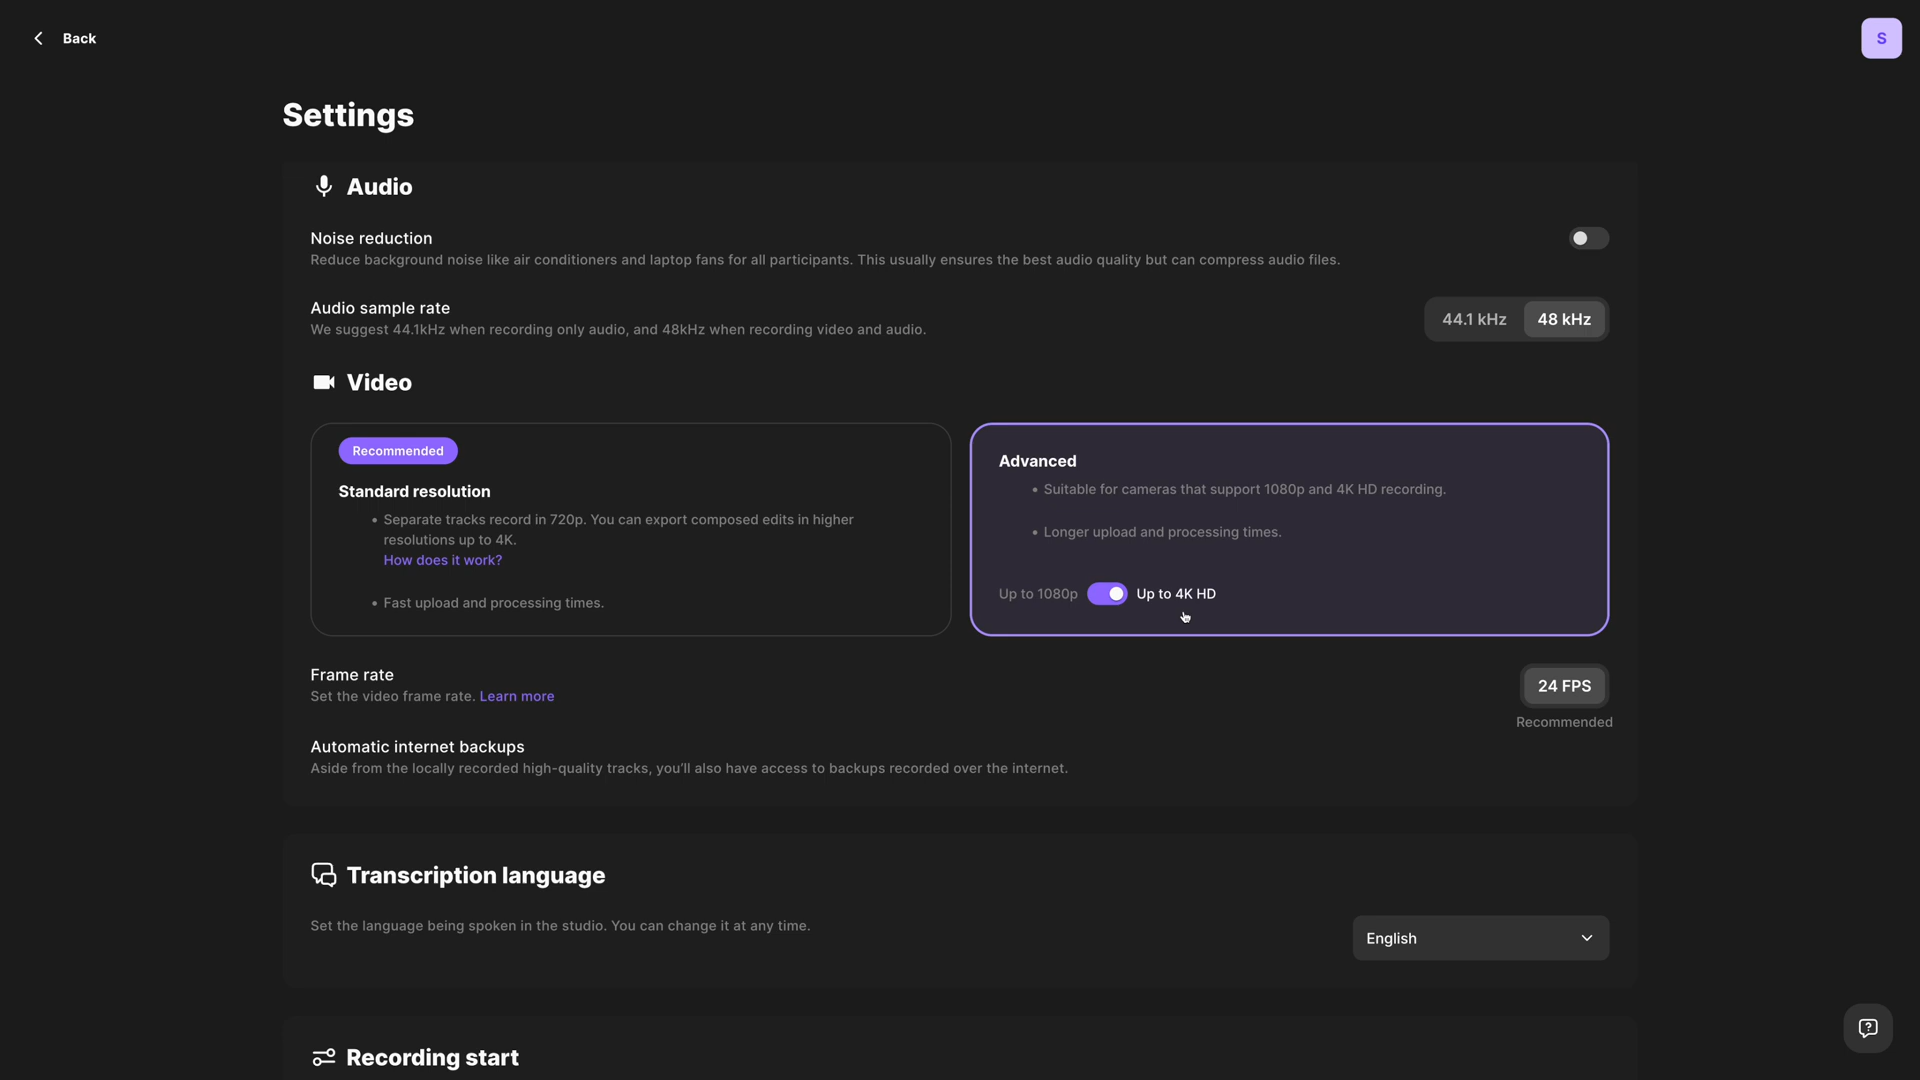 Back
S
Settings
Audio
Noise reduction
Reduce background noise like air conditioners and laptop fans for all participants. This usually ensures the best audio quality but can compress audio files.
Audio sample rate
We suggest 44.1kHz when recording only audio, and 48kHz when recording video and audio.
44.1 kHz
48 kHz
Video
Recommended
Standard resolution
• Separate tracks record in 720p. You can export composed edits in higher
resolutions up to 4K.
How does it work?
• Fast upload and processing times.
Advanced
• Suitable for cameras that support 1080p and 4K HD recording.
• Longer upload and processing times.
Up to 1080p
Up to 4K HD
Frame rate
Set the video frame rate. Learn more
24 FPS
Recommended
Automatic internet backups
Aside from the locally recorded high-quality tracks, you'll also have access to backups recorded over the internet.
Transcription language
Set the language being spoken in the studio. You can change it at any time.
English
Recording start